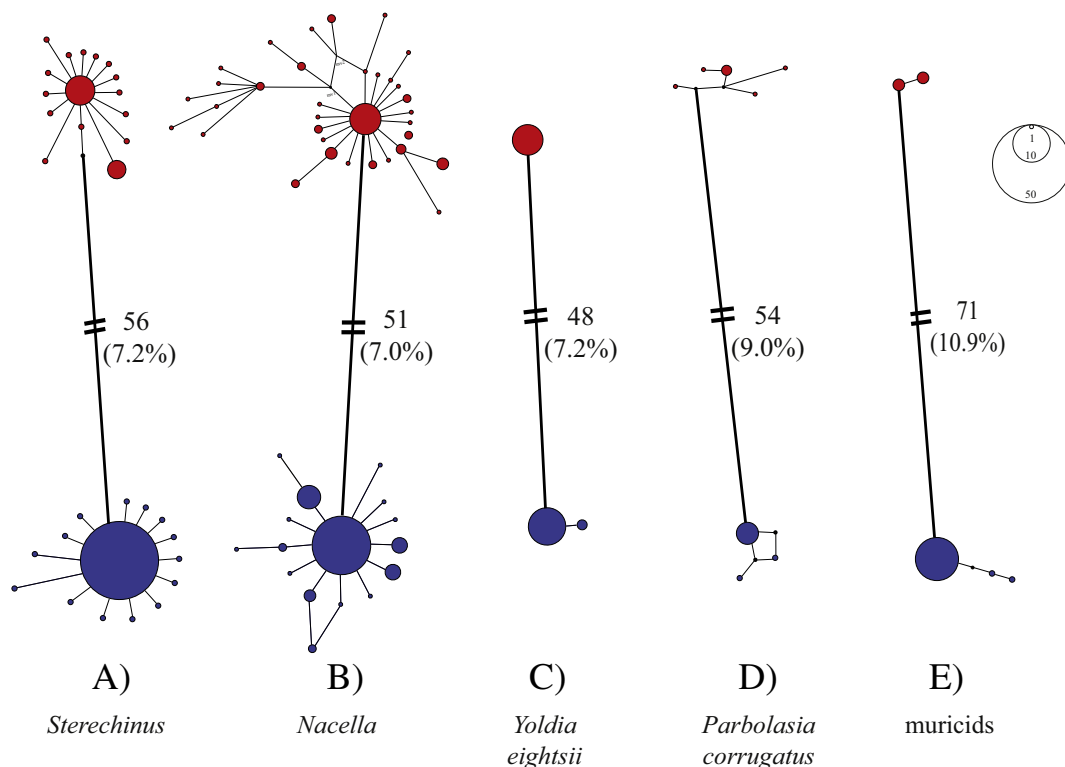 1
10
50
56
(7.2%)
51
(7.0%)
48
(7.2%)
54
(9.0%)
71
(10.9%)
A)
B)
C)
D)
E)
Sterechinus
Nacella
Yoldia
eightsii
Parbolasia
corrugatus
muricids